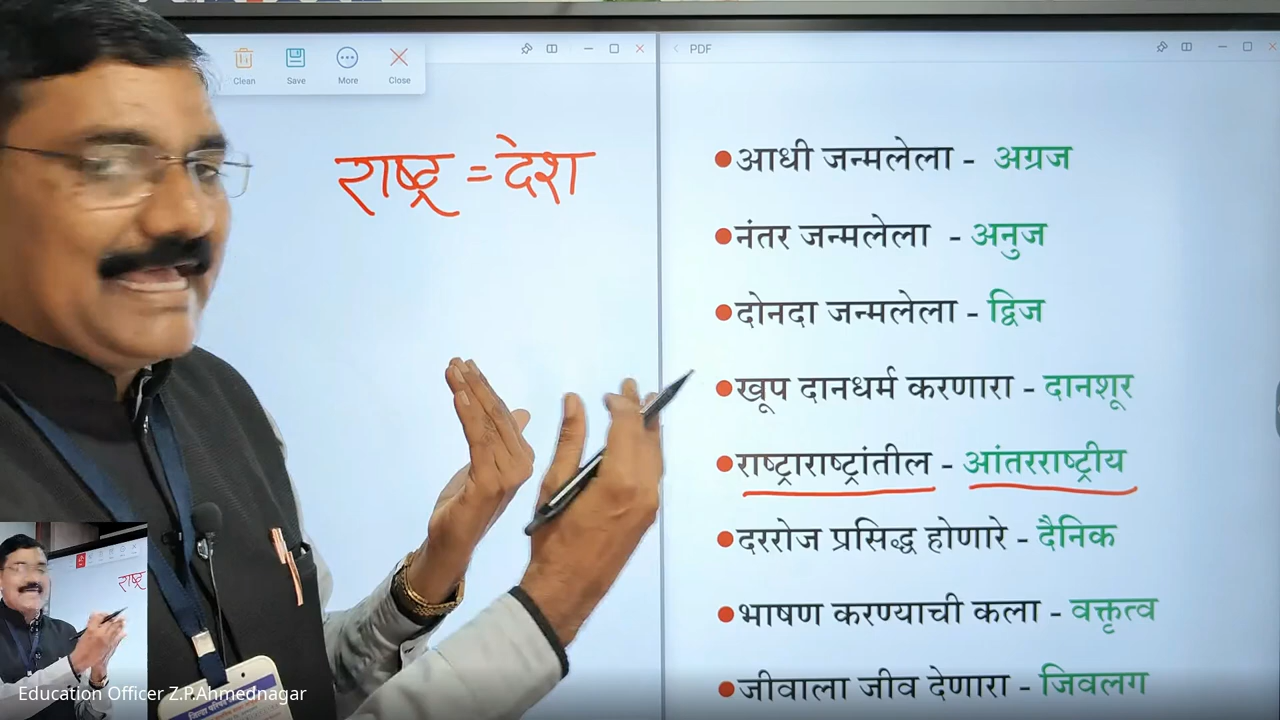 Clean Save More Close
PDF
राष्ट्र = देश
आधी जन्मलेला - अग्रज
नंतर जन्मलेला - अनुज
दोनदा जन्मलेला - द्विज
खूप दानधर्म करणारा - दानशूर
राष्ट्राराष्ट्रांतील - आंतरराष्ट्रीय
दररोज प्रसिद्ध होणारे - दैनिक
भाषण करण्याची कला - वक्तृत्व
जीवाला जीव देणारा - जिवलग
राष्ट्र
Education Officer Z.P.Ahmednagar